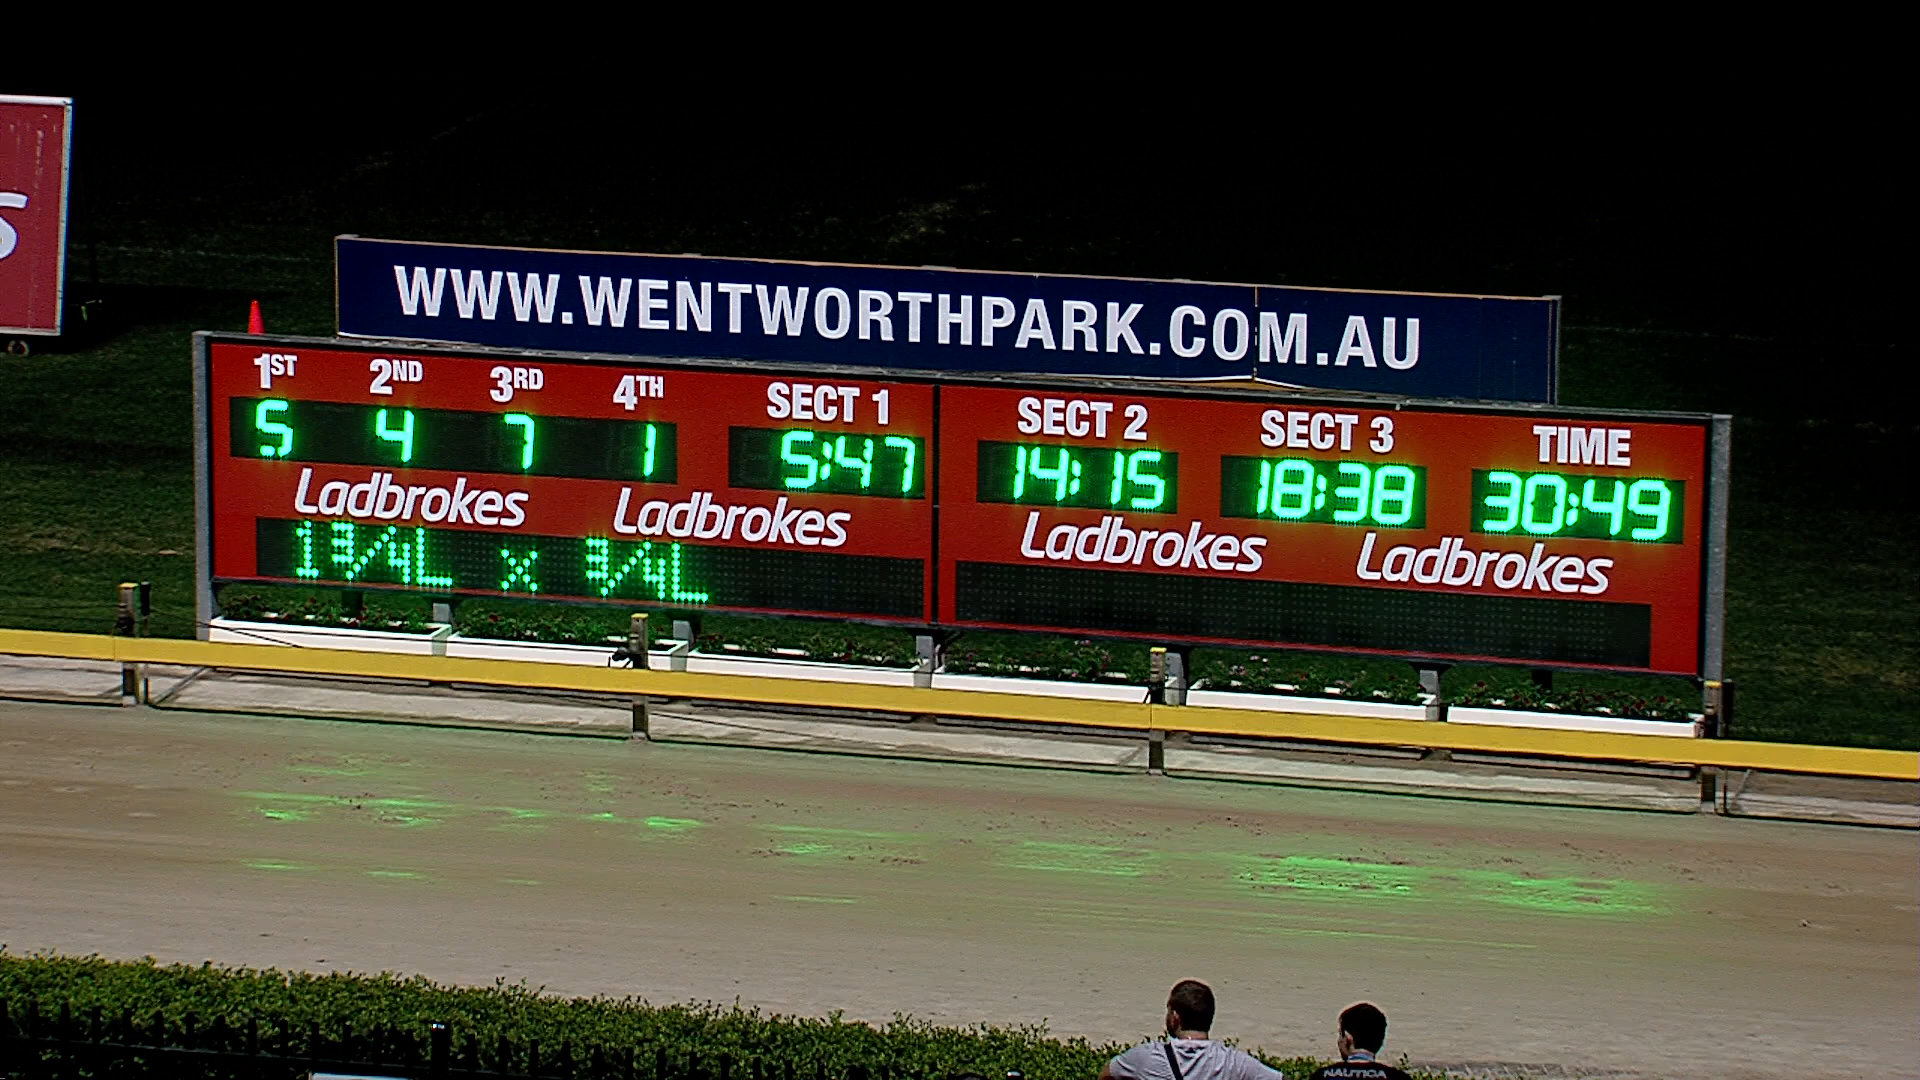 WWW.WENTWORTHPARK.COM.AU
1ST 2ND 3RD 4TH SECT 1 SECT 2 SECT 3 TIME
5 4 7 1 5:47 14:15 18:38 30:49
Ladbrokes Ladbrokes Ladbrokes Ladbrokes
1 3/4L x 3/4L
NAUTICA